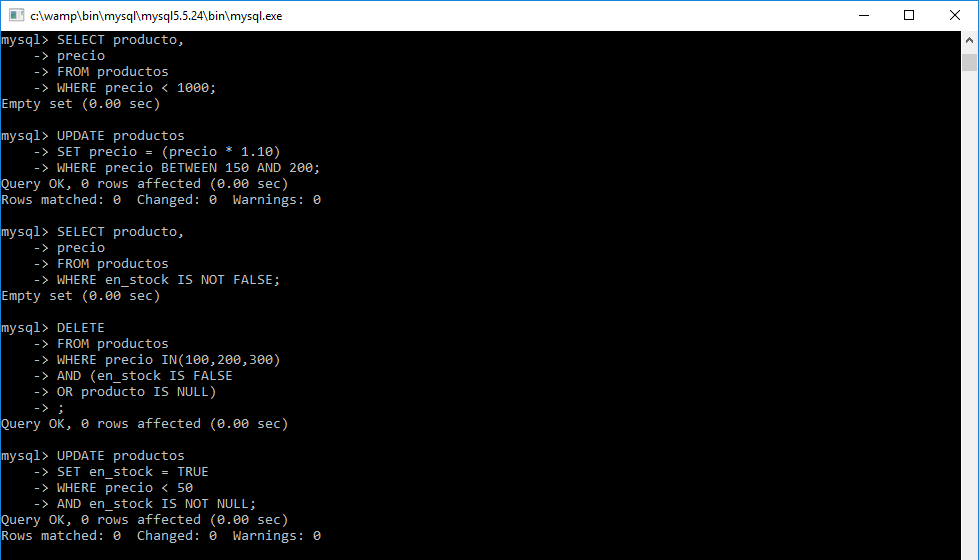 c:\wamp\bin\mysql\mysql5.5.24\bin\mysql.exe
mysql> SELECT producto,
    -> precio
    -> FROM productos
    -> WHERE precio < 1000;
Empty set (0.00 sec)

mysql> UPDATE productos
    -> SET precio = (precio * 1.10)
    -> WHERE precio BETWEEN 150 AND 200;
Query OK, 0 rows affected (0.00 sec)
Rows matched: 0  Changed: 0  Warnings: 0

mysql> SELECT producto,
    -> precio
    -> FROM productos
    -> WHERE en_stock IS NOT FALSE;
Empty set (0.00 sec)

mysql> DELETE
    -> FROM productos
    -> WHERE precio IN(100,200,300)
    -> AND (en_stock IS FALSE
    -> OR producto IS NULL)
    -> ;
Query OK, 0 rows affected (0.00 sec)

mysql> UPDATE productos
    -> SET en_stock = TRUE
    -> WHERE precio < 50
    -> AND en_stock IS NOT NULL;
Query OK, 0 rows affected (0.00 sec)
Rows matched: 0  Changed: 0  Warnings: 0